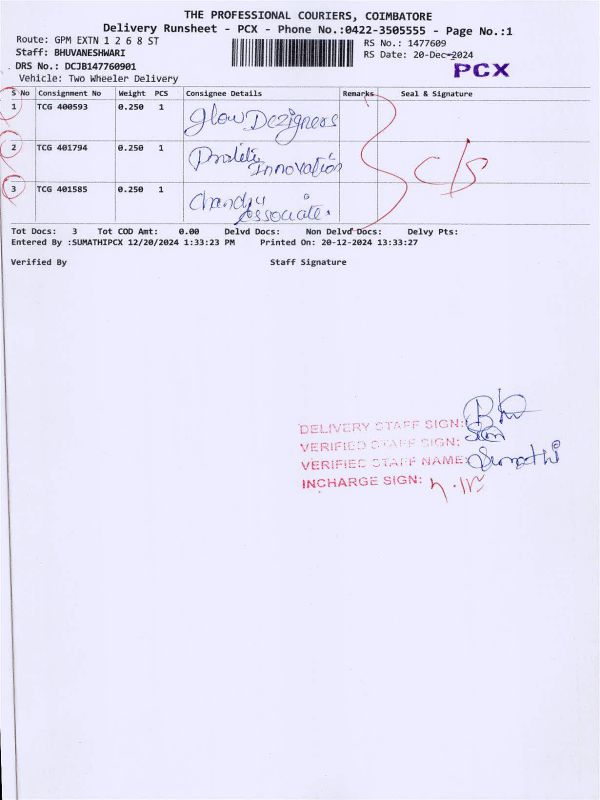 THE PROFESSIONAL COURIERS, COIMBATORE
Delivery Runsheet - PCX - Phone No.:0422-3505555 - Page No.:1
Route: GPM EXTN 1 2 6 8 ST
RS No.: 1477609
Staff: BHUVANESHWARI
RS Date: 20-Dec-2024
DRS No.: DCJB147760901
PCX
Vehicle: Two Wheeler Delivery
S No Consignment No Weight PCS Consignee Details Remarks Seal & Signature
1 TCG 400593 0.250 1 Glow Dezigners
2 TCG 401794 0.250 1 Innovation
3 TCG 401585 0.250 1 Chandru Associates
c/s
Tot Docs: 3 Tot COD Amt: 0.00 Delvd Docs: Non Delvd Docs: Delvy Pts:
Entered By :SUMATHIPCX 12/20/2024 1:33:23 PM Printed On: 20-12-2024 13:33:27
Verified By Staff Signature
DELIVERY STAFF SIGN:
VERIFIED STAFF SIGN:
VERIFIED STAFF NAME: Sumathi
INCHARGE SIGN: